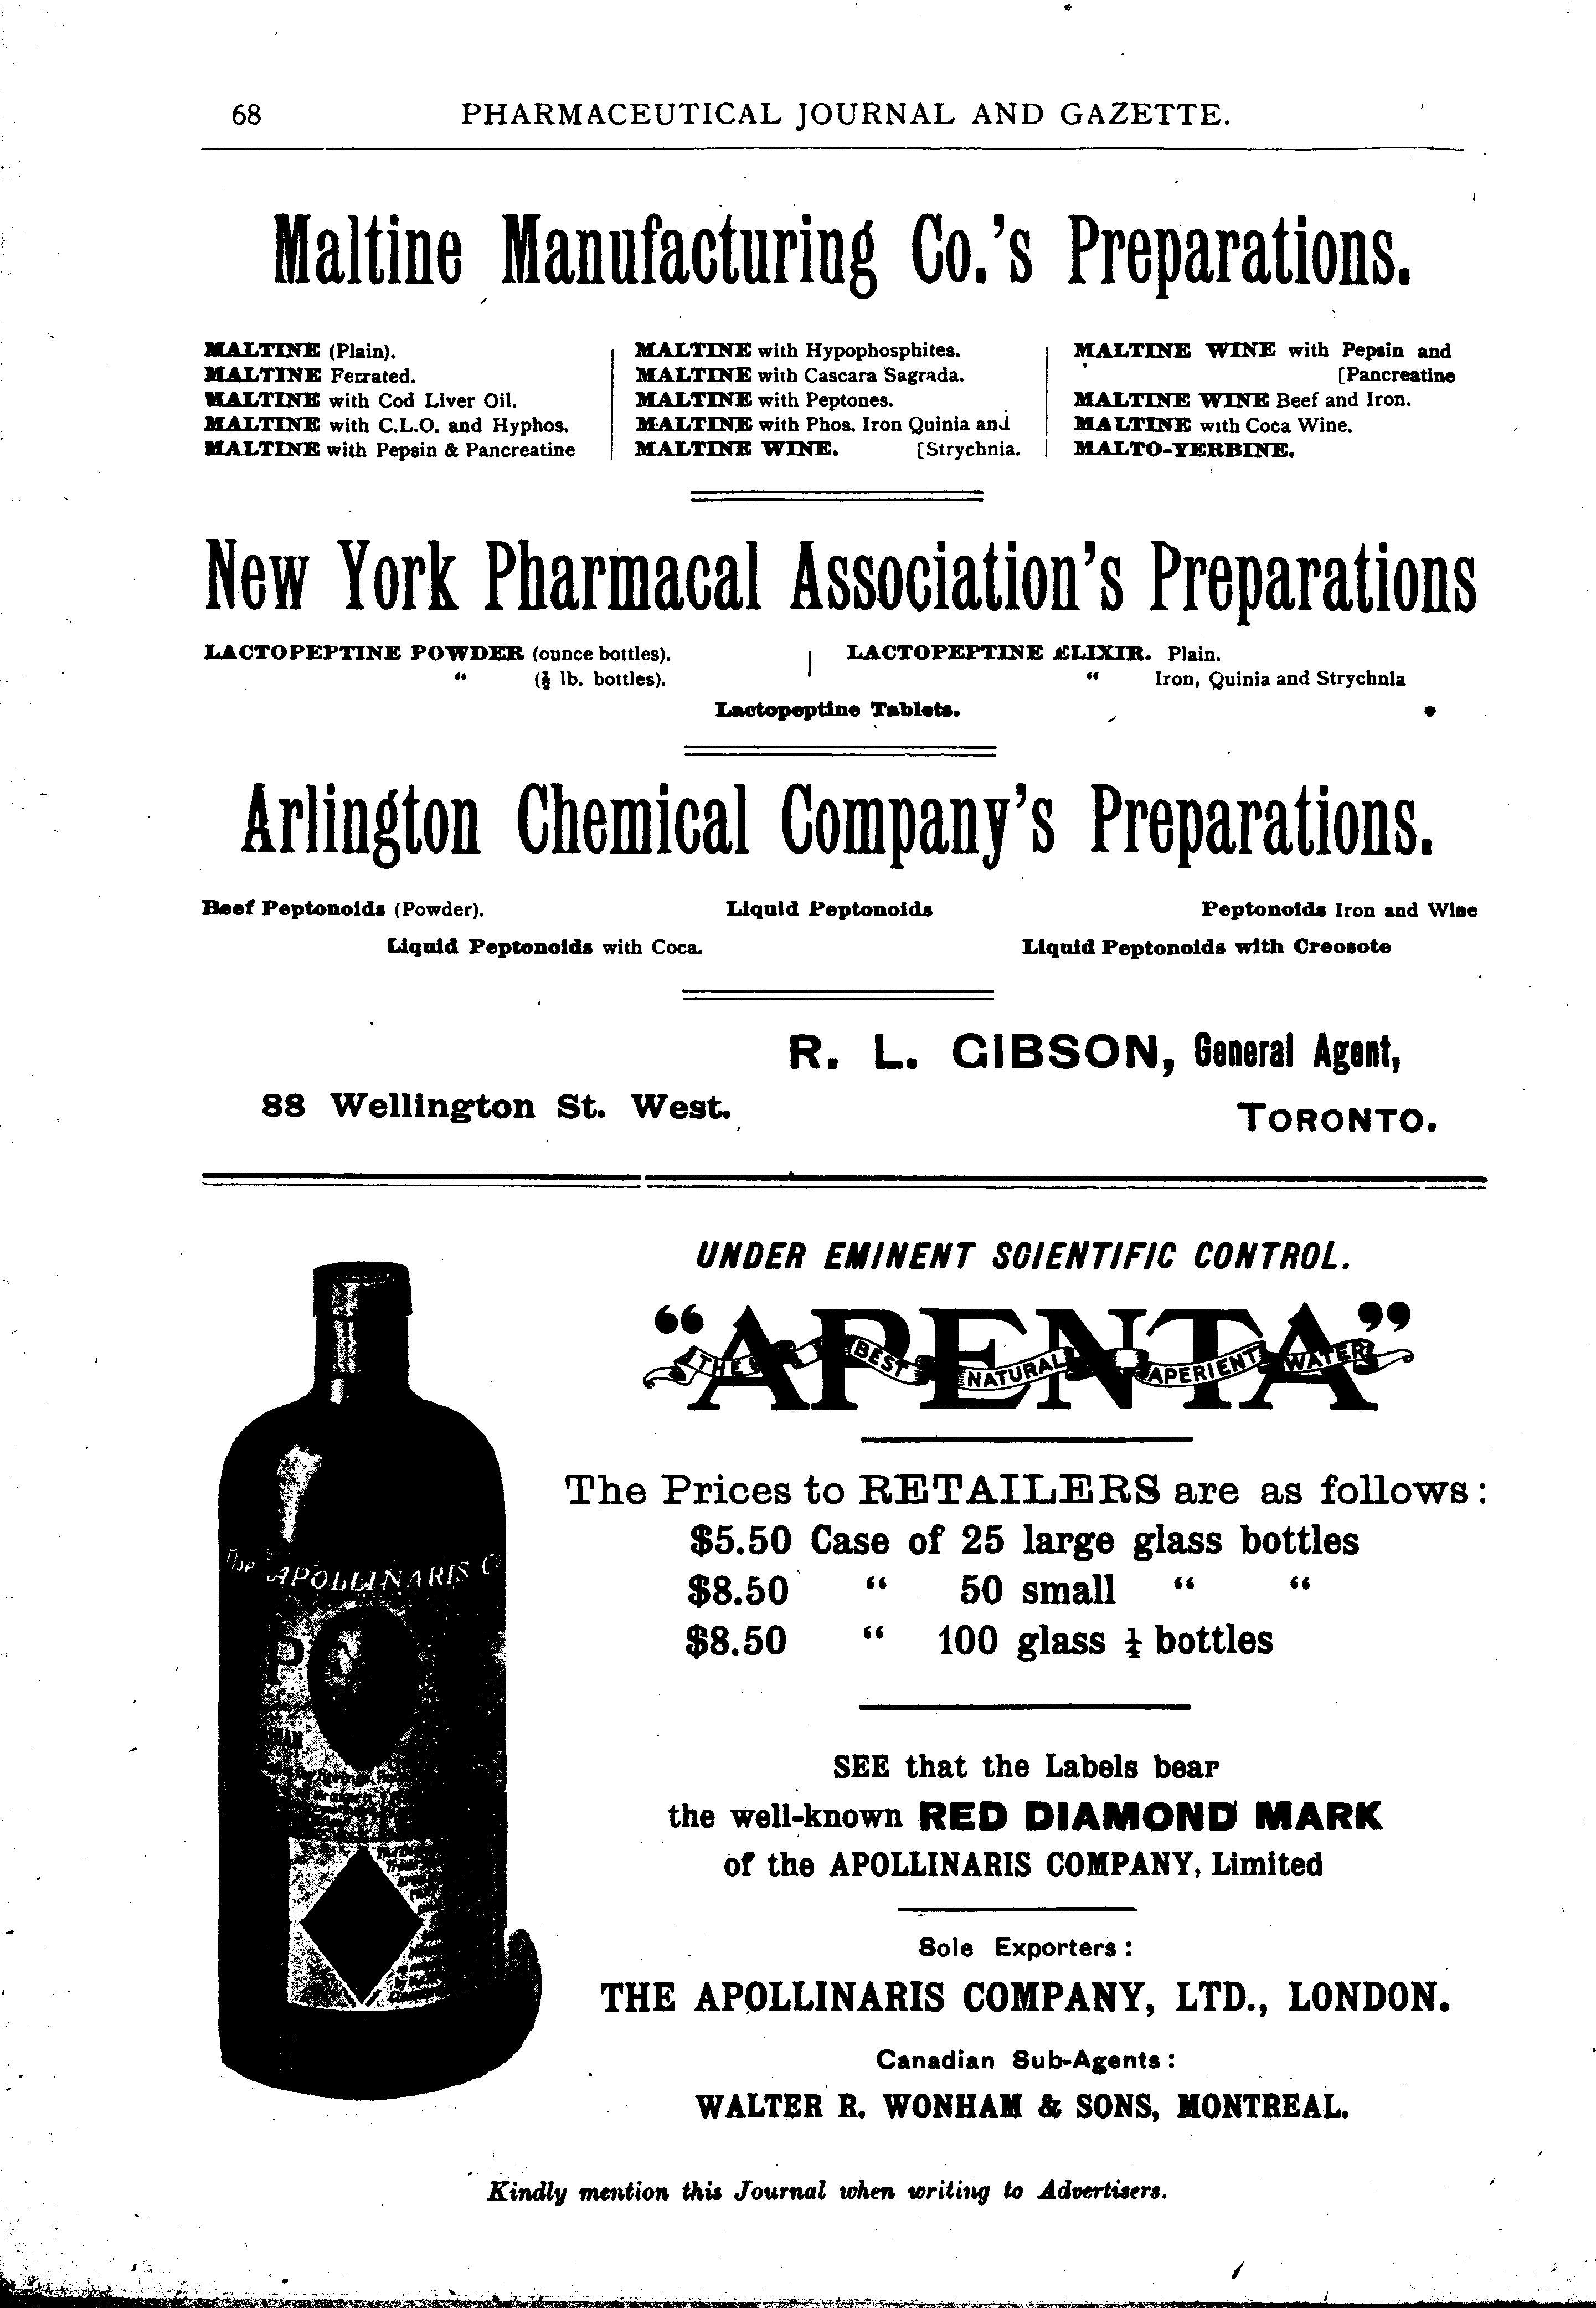 68 PHARMACEUTICAL JOURNAL AND GAZETTE.
Maltine Manufacturing Co.'s Preparations.
MALTINE (Plain).
MALTINE Ferrated.
MALTINE with Cod Liver Oil.
MALTINE with C.L.O. and Hyphos.
MALTINE with Pepsin & Pancreatine
MALTINE with Hypophosphites.
MALTINE with Cascara Sagrada.
MALTINE with Peptones.
MALTINE with Phos. Iron Quinia and
MALTINE WINE. [Strychnia.
MALTINE WINE with Pepsin and
[Pancreatine
MALTINE WINE Beef and Iron.
MALTINE with Coca Wine.
MALTO-YERBINE.
New York Pharmacal Association's Preparations
LACTOPEPTINE POWDER (ounce bottles).
" (½ lb. bottles).
LACTOPEPTINE ELIXIR. Plain.
" Iron, Quinia and Strychnia
Lactopeptine Tablets.
Arlington Chemical Company's Preparations.
Beef Peptonoids (Powder). Liquid Peptonoids Peptonoids Iron and Wine
Liquid Peptonoids with Coca. Liquid Peptonoids with Creosote
R. L. GIBSON, General Agent,
88 Wellington St. West. TORONTO.
UNDER EMINENT SCIENTIFIC CONTROL.
"APENTA"
THE BEST NATURAL APERIENT WATER
The Prices to RETAILERS are as follows:
$5.50 Case of 25 large glass bottles
$8.50 " 50 small " "
$8.50 " 100 glass ¼ bottles
The APOLLINARIS Co
SEE that the Labels bear
the well-known RED DIAMOND MARK
of the APOLLINARIS COMPANY, Limited
Sole Exporters:
THE APOLLINARIS COMPANY, LTD., LONDON.
Canadian Sub-Agents:
WALTER R. WONHAM & SONS, MONTREAL.
Kindly mention this Journal when writing to Advertisers.